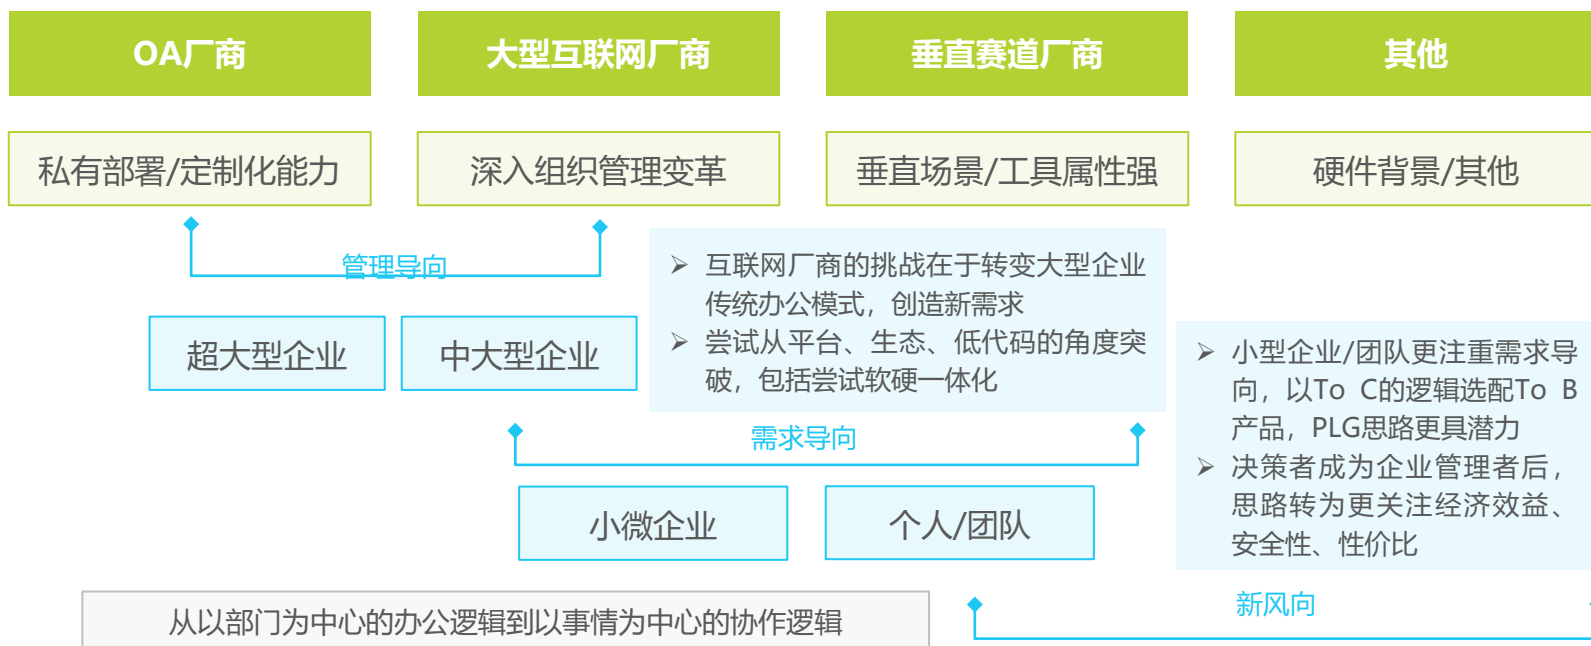 OA厂商
大型互联网厂商
垂直赛道厂商
其他
私有部署/定制化能力
深入组织管理变革
垂直场景/工具属性强
硬件背景/其他
管理导向
➢ 互联网厂商的挑战在于转变大型企业
传统办公模式，创造新需求
➢ 尝试从平台、生态、低代码的角度突
破，包括尝试软硬一体化
超大型企业
中大型企业
➢ 小型企业/团队更注重需求导
向，以To C的逻辑选配To B
产品，PLG思路更具潜力
➢ 决策者成为企业管理者后，
思路转为更关注经济效益、
安全性、性价比
需求导向
小微企业
个人/团队
新风向
从以部门为中心的办公逻辑到以事情为中心的协作逻辑